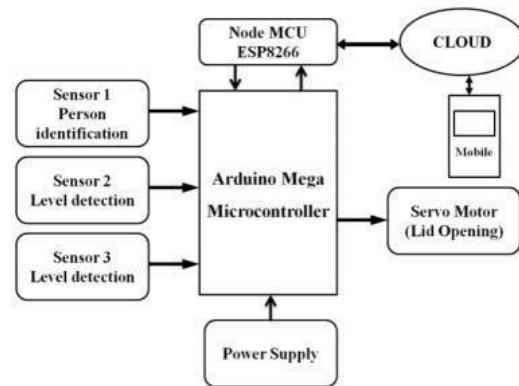 Node MCU
ESP8266
CLOUD
Sensor 1
Person
identification
Mobile
Sensor 2
Level detection
Arduino Mega
Microcontroller
Servo Motor
(Lid Opening)
Sensor 3
Level detection
Power Supply